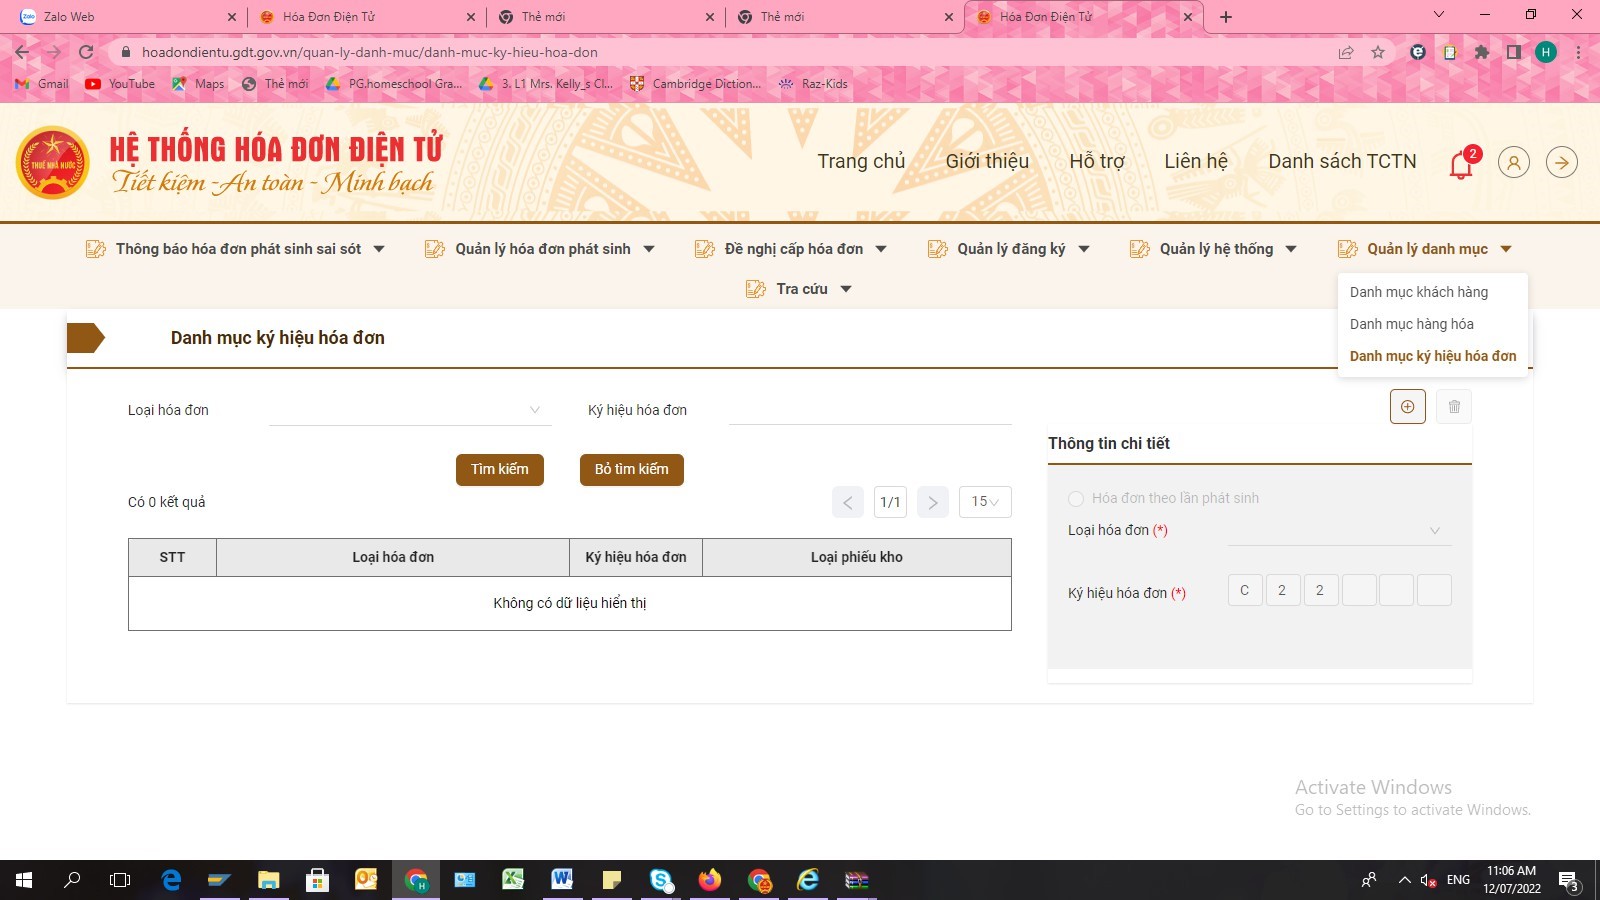 Zalo Web
Hóa Đơn Điện Tử
Thẻ mới
Thẻ mới
Hóa Đơn Điện Tử
hoadondientu.gdt.gov.vn/quan-ly-danh-muc/danh-muc-ky-hieu-hoa-don
H
Gmail
YouTube
Maps
Thẻ mới
PG.homeschool Gra...
3. L1 Mrs. Kelly_s Cl...
Cambridge Diction...
Raz-Kids
THUẾ NHÀ NƯỚC
HỆ THỐNG HÓA ĐƠN ĐIỆN TỬ
Tiết kiệm - An toàn - Minh bạch
Trang chủ
Giới thiệu
Hỗ trợ
Liên hệ
Danh sách TCTN
2
Thông báo hóa đơn phát sinh sai sót
Quản lý hóa đơn phát sinh
Đề nghị cấp hóa đơn
Quản lý đăng ký
Quản lý hệ thống
Quản lý danh mục
Tra cứu
Danh mục khách hàng
Danh mục hàng hóa
Danh mục ký hiệu hóa đơn
Danh mục ký hiệu hóa đơn
Loại hóa đơn
Ký hiệu hóa đơn
Tìm kiếm
Bỏ tìm kiếm
Có 0 kết quả
< 1/1 > 15
STT
Loại hóa đơn
Ký hiệu hóa đơn
Loại phiếu kho
Không có dữ liệu hiển thị
Thông tin chi tiết
Hóa đơn theo lần phát sinh
Loại hóa đơn (*)
Ký hiệu hóa đơn (*)
C 2 2
Activate Windows
Go to Settings to activate Windows.
ENG
11:06 AM
12/07/2022
3